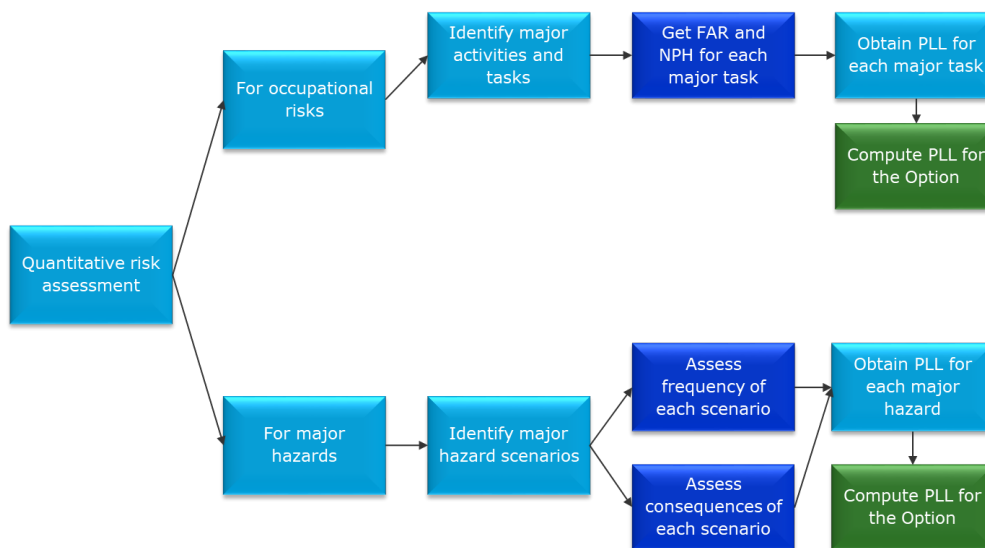 Quantitative risk
assessment
For occupational
risks
Identify major
activities and
tasks
Get FAR and
NPH for each
major task
Obtain PLL for
each major task
Compute PLL for
the Option
For major
hazards
Identify major
hazard scenarios
Assess
frequency of
each scenario
Assess
consequences of
each scenario
Obtain PLL for
each major
hazard
Compute PLL for
the Option